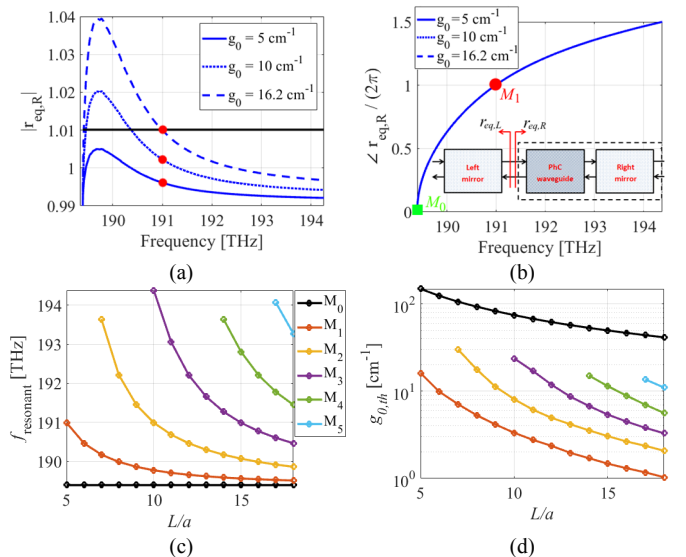 1.04
1.03
1.02
1.01
1
0.99
|r_eq,R|
g_0 = 5 cm^-1
g_0 = 10 cm^-1
g_0 = 16.2 cm^-1
190 191 192 193 194
Frequency [THz]
(a)
1.5
1
0.5
0
∠ r_eq,R / (2π)
g_0 = 5 cm^-1
g_0 = 10 cm^-1
g_0 = 16.2 cm^-1
M_1
M_0
r_eq,L r_eq,R
Left mirror
PhC waveguide
Right mirror
190 191 192 193 194
Frequency [THz]
(b)
194
193
192
191
190
f_resonant [THz]
M_0
M_1
M_2
M_3
M_4
M_5
5 10 15
L/a
(c)
10^2
10^1
10^0
g_0,th [cm^-1]
5 10 15
L/a
(d)